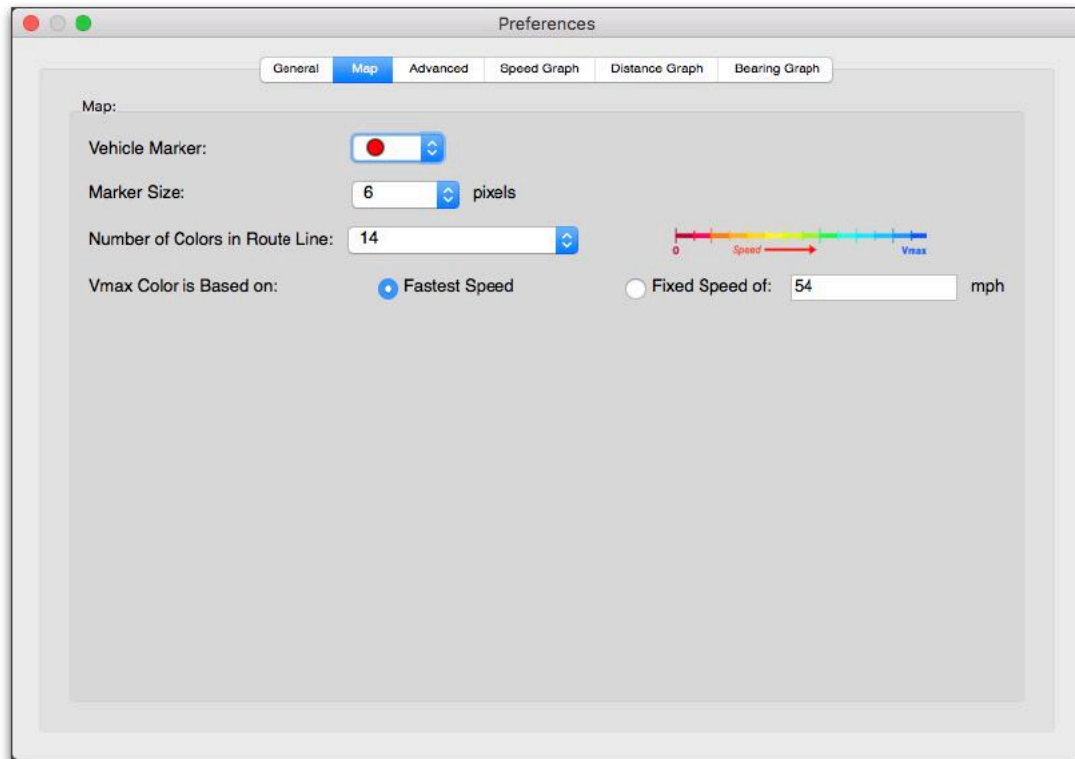 Preferences
General Map Advanced Speed Graph Distance Graph Bearing Graph
Map:
Vehicle Marker:
Marker Size: 6 pixels
Number of Colors in Route Line: 14
0 Speed Vmax
Vmax Color is Based on: Fastest Speed Fixed Speed of: 54 mph